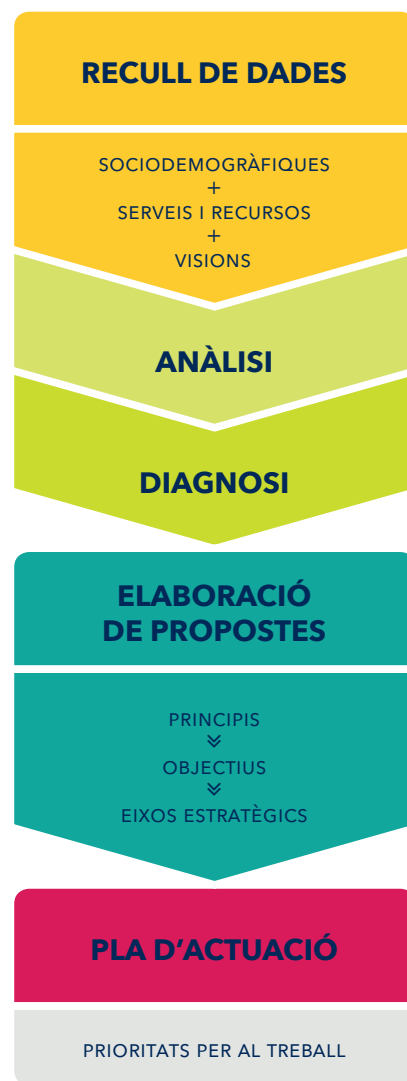 RECULL DE DADES
SOCIODEMOGRÀFIQUES
+
SERVEIS I RECURSOS
+
VISIONS
ANÀLISI
DIAGNOSI
ELABORACIÓ
DE PROPOSTES
PRINCIPIS
OBJECTIUS
EIXOS ESTRATÈGICS
PLA D’ACTUACIÓ
PRIORITATS PER AL TREBALL